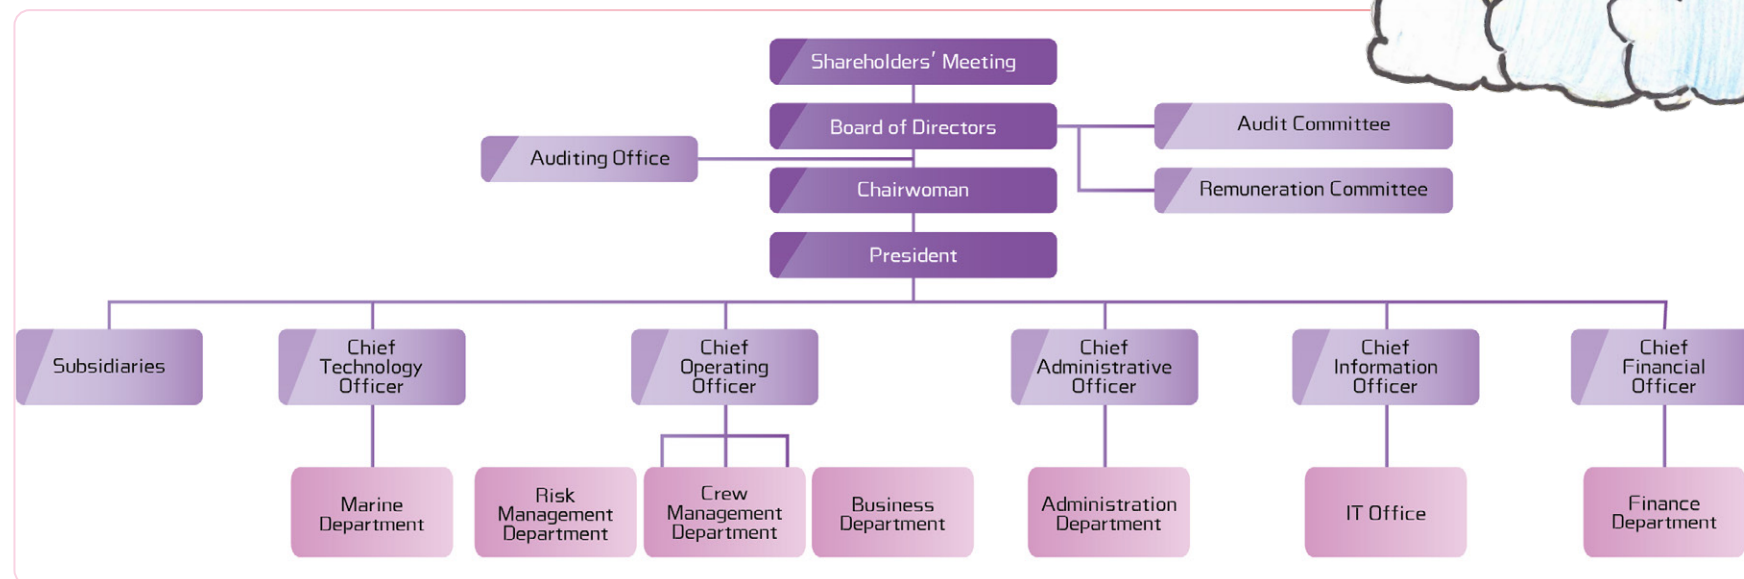 Shareholders' Meeting
Board of Directors
Audit Committee
Auditing Office
Chairwoman
Remuneration Committee
President
Subsidiaries
Chief
Technology
Officer
Chief
Operating
Officer
Chief
Administrative
Officer
Chief
Information
Officer
Chief
Financial
Officer
Marine
Department
Risk
Management
Department
Crew
Management
Department
Business
Department
Administration
Department
IT Office
Finance
Department